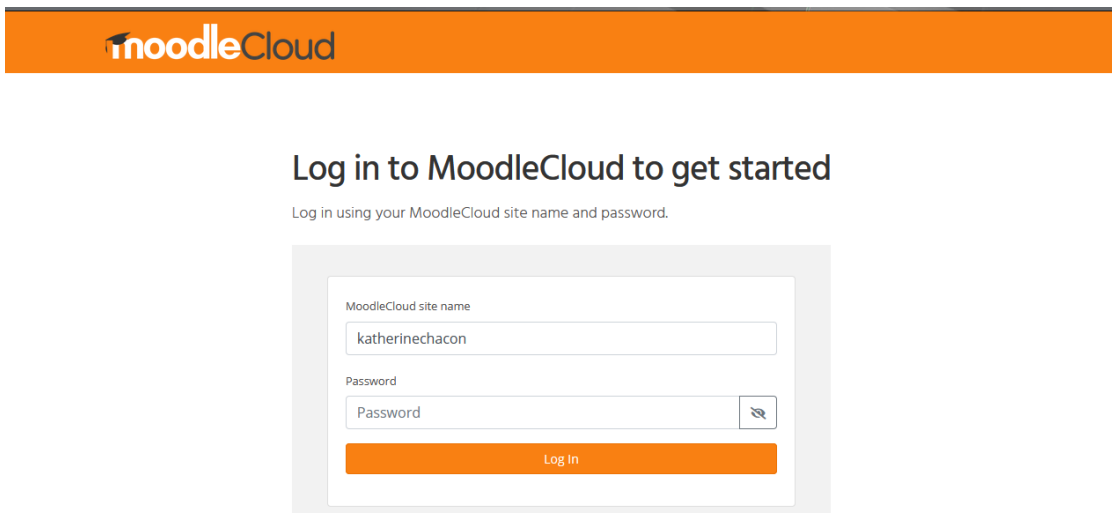 moodleCloud
Log in to MoodleCloud to get started
Log in using your MoodleCloud site name and password.
MoodleCloud site name
katherinechacon
Password
Password
Log In